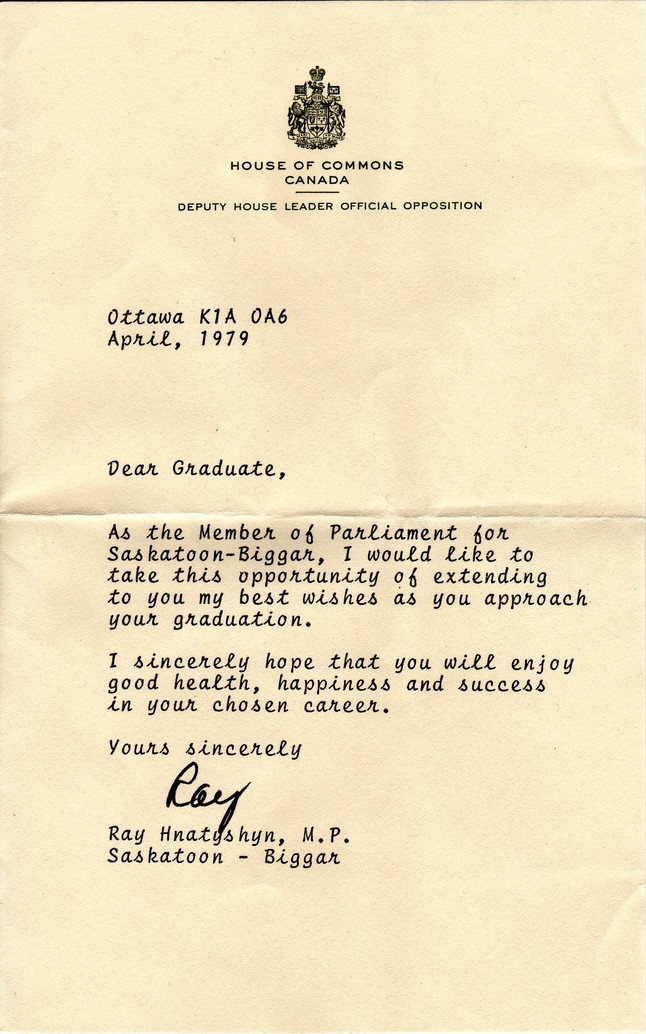 HOUSE OF COMMONS
CANADA
DEPUTY HOUSE LEADER OFFICIAL OPPOSITION
Ottawa K1A 0A6
April, 1979
Dear Graduate,
As the Member of Parliament for
Saskatoon-Biggar, I would like to
take this opportunity of extending
to you my best wishes as you approach
your graduation.
I sincerely hope that you will enjoy
good health, happiness and success
in your chosen career.
Yours sincerely
Ray
Ray Hnatyshyn, M.P.
Saskatoon - Biggar